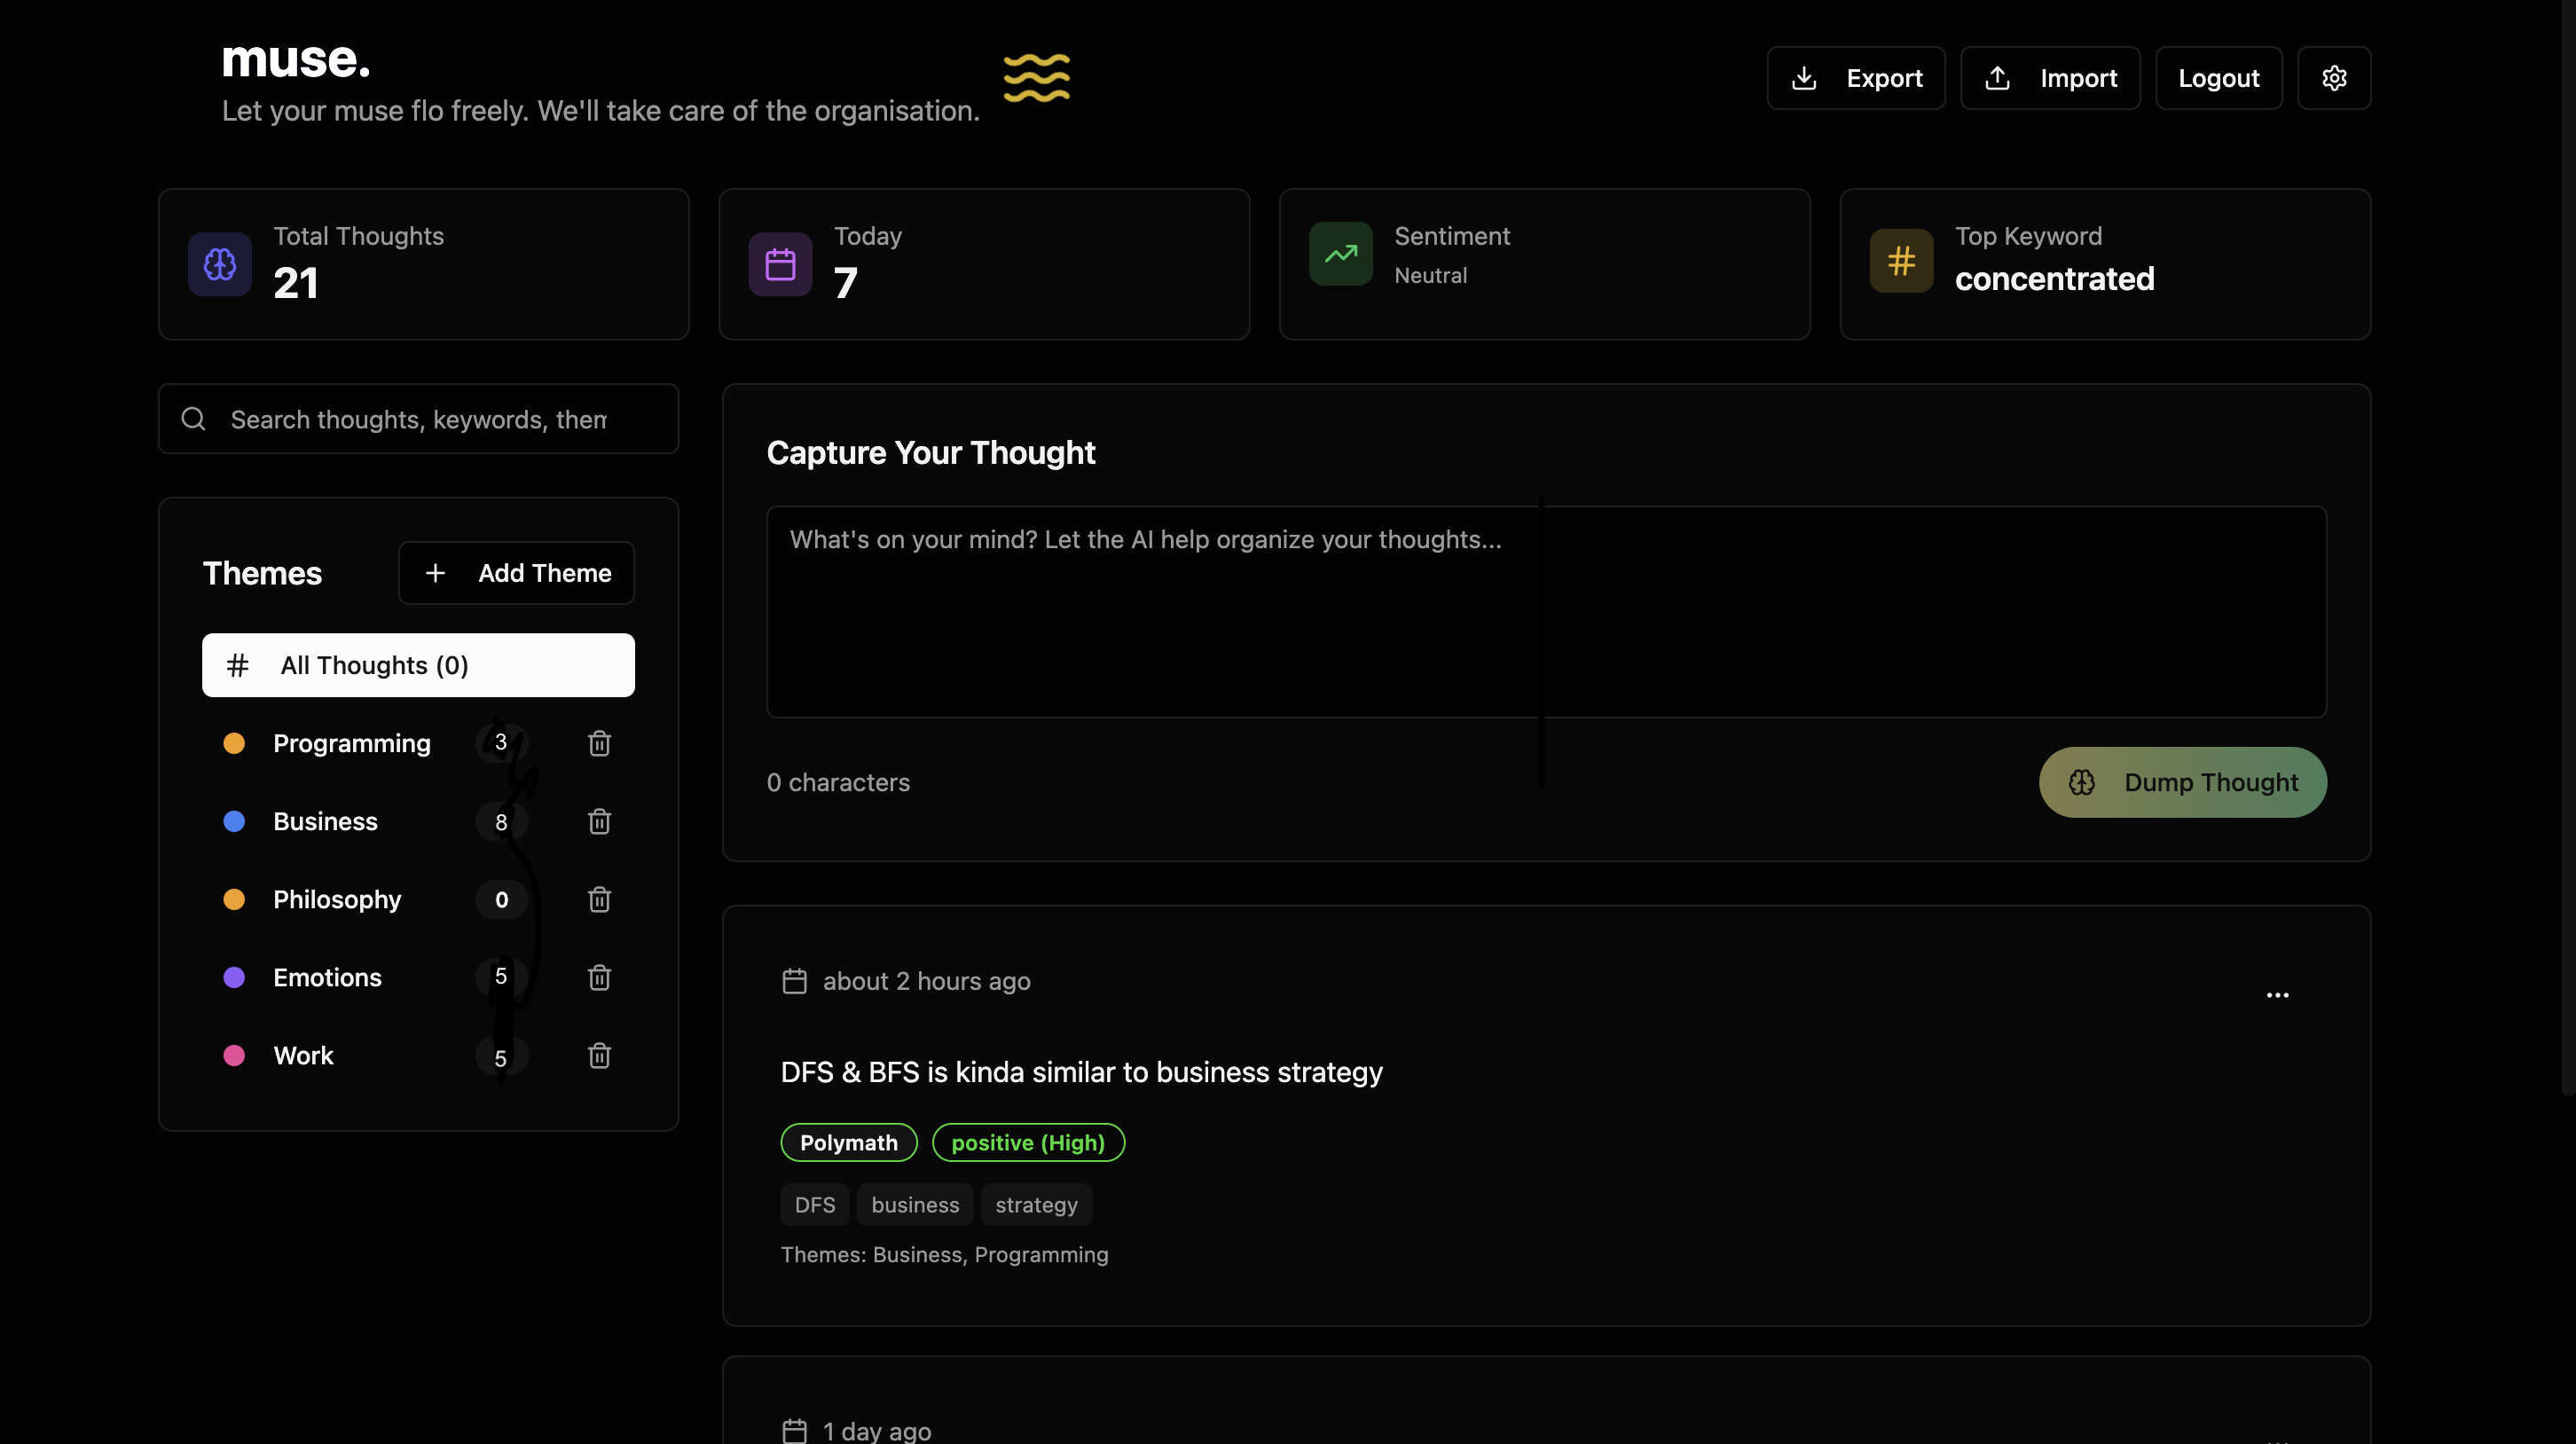 muse.
Let your muse flo freely. We'll take care of the organisation.
Export
Import
Logout
Total Thoughts
21
Today
7
Sentiment
Neutral
Top Keyword
concentrated
Search thoughts, keywords, them
Themes
Add Theme
All Thoughts (0)
Programming 3
Business 8
Philosophy 0
Emotions 5
Work 5
Capture Your Thought
What's on your mind? Let the AI help organize your thoughts...
0 characters
Dump Thought
about 2 hours ago
DFS & BFS is kinda similar to business strategy
Polymath positive (High)
DFS business strategy
Themes: Business, Programming
1 day ago